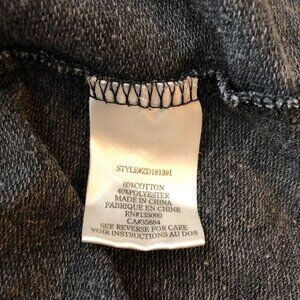 STYLE#ZD181391
60%COTTON
40%POLYESTER
MADE IN CHINA
FABRIQUE EN CHINE
RN#135090
CA#35884
SEE REVERSE FOR CARE
VOIR INSTRUCTIONS AU DOS